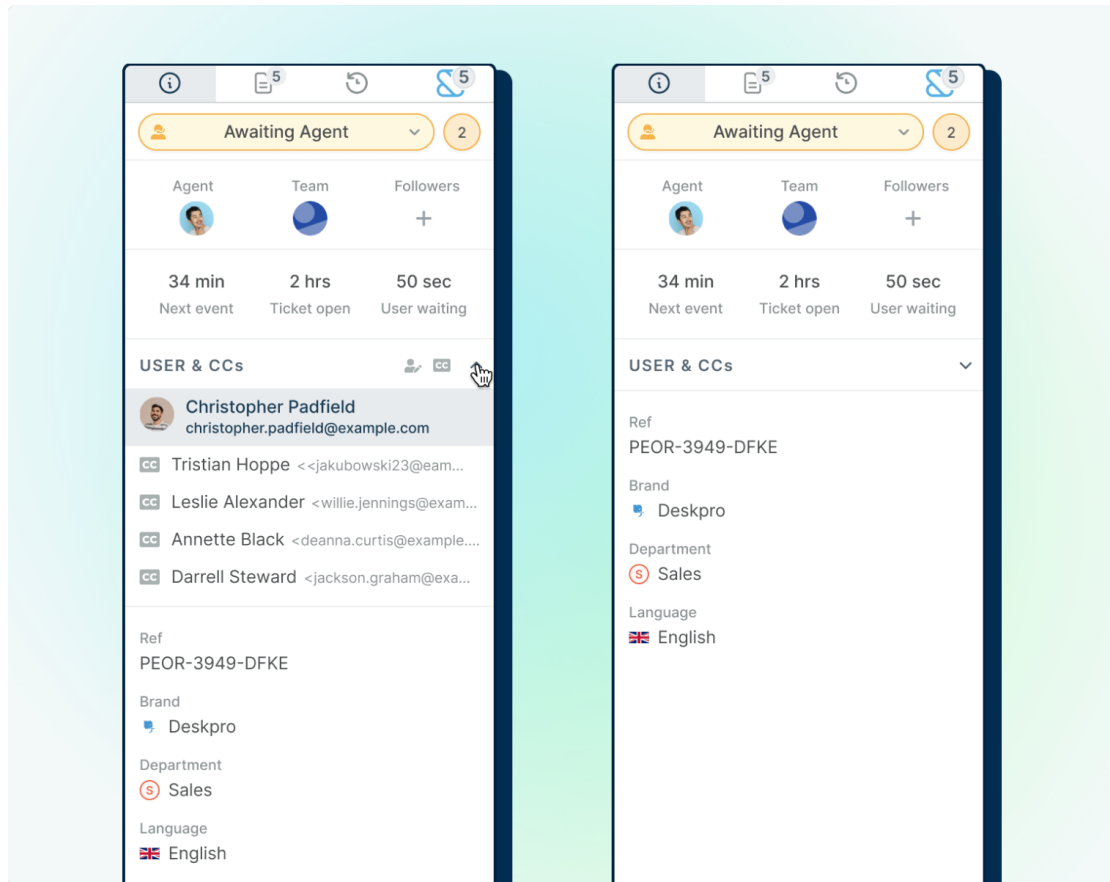 5
5
Awaiting Agent
2
Agent Team Followers
34 min 2 hrs 50 sec
Next event Ticket open User waiting
USER & CCs CC
Christopher Padfield
christopher.padfield@example.com
CC Tristian Hoppe <<jakubowski23@eam...
CC Leslie Alexander <willie.jennings@exam...
CC Annette Black <deanna.curtis@example....
CC Darrell Steward <jackson.graham@exa...
Ref
PEOR-3949-DFKE
Brand
Deskpro
Department
S Sales
Language
English
5
5
Awaiting Agent
2
Agent Team Followers
34 min 2 hrs 50 sec
Next event Ticket open User waiting
USER & CCs
Ref
PEOR-3949-DFKE
Brand
Deskpro
Department
S Sales
Language
English